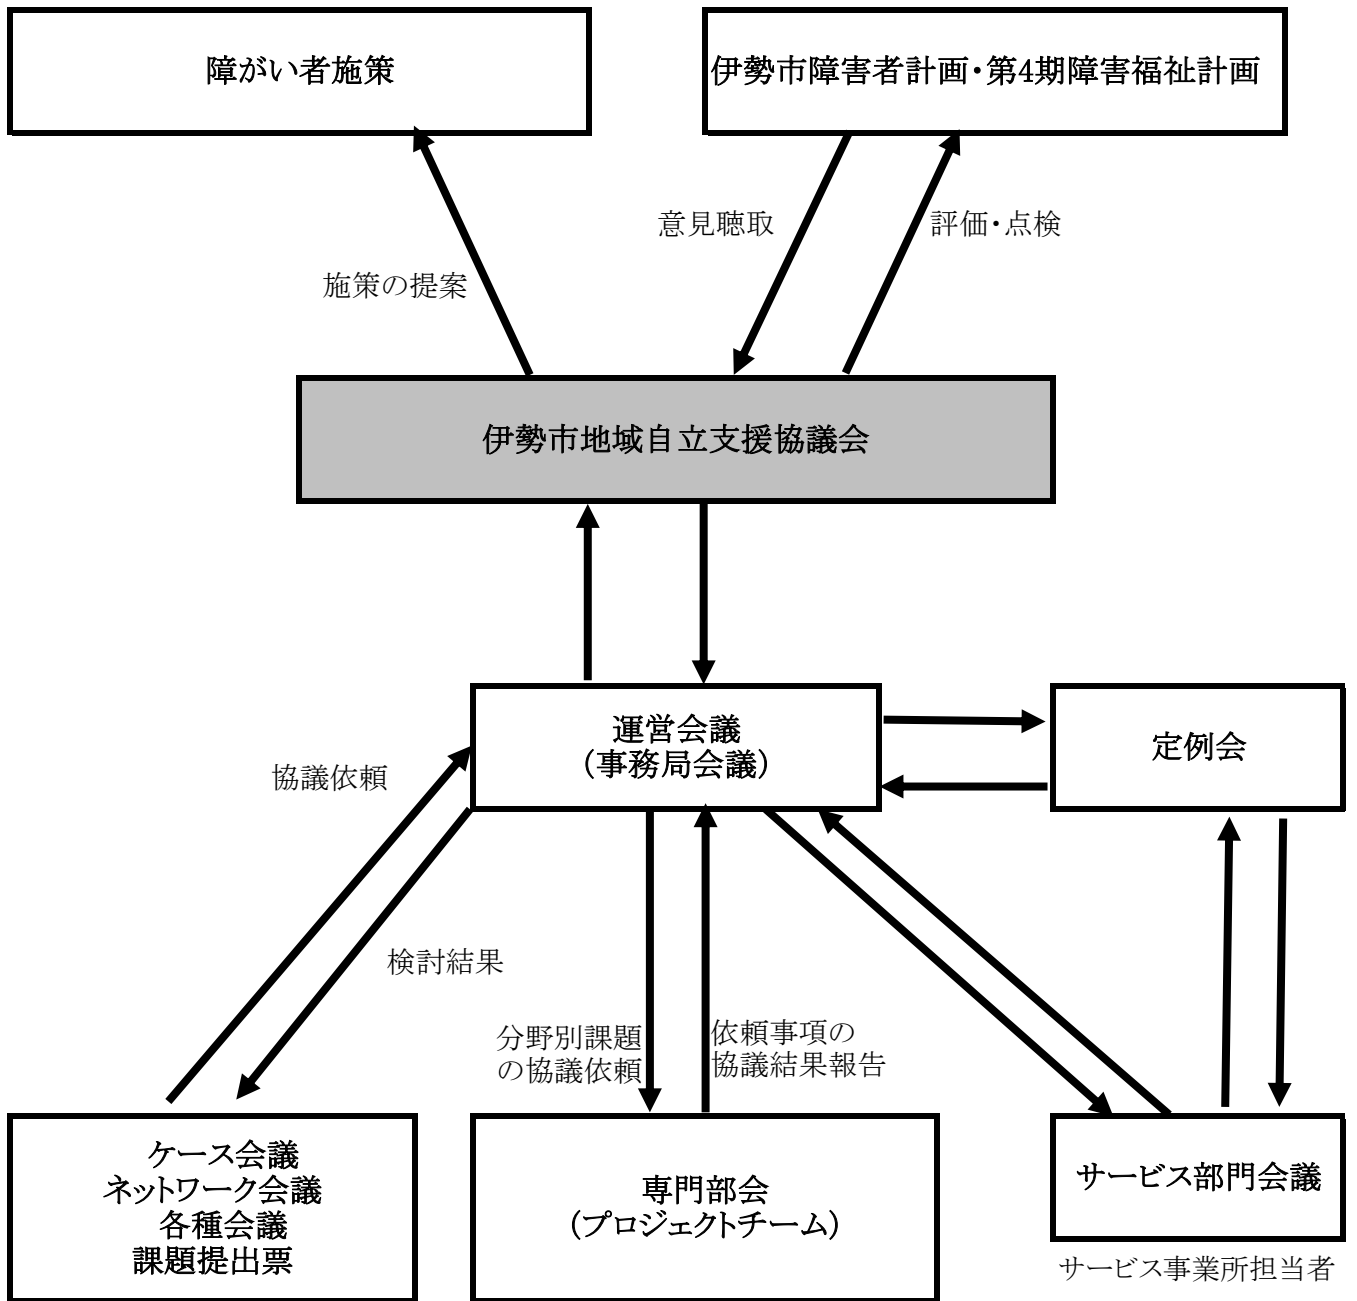 障がい者施策
伊勢市障害者計画・第4期障害福祉計画
意見聴取
評価・点検
施策の提案
伊勢市地域自立支援協議会
運営会議
（事務局会議）
定例会
協議依頼
検討結果
分野別課題
の協議依頼
依頼事項の
協議結果報告
ケース会議
ネットワーク会議
各種会議
課題提出票
専門部会
（プロジェクトチーム）
サービス部門会議
サービス事業所担当者